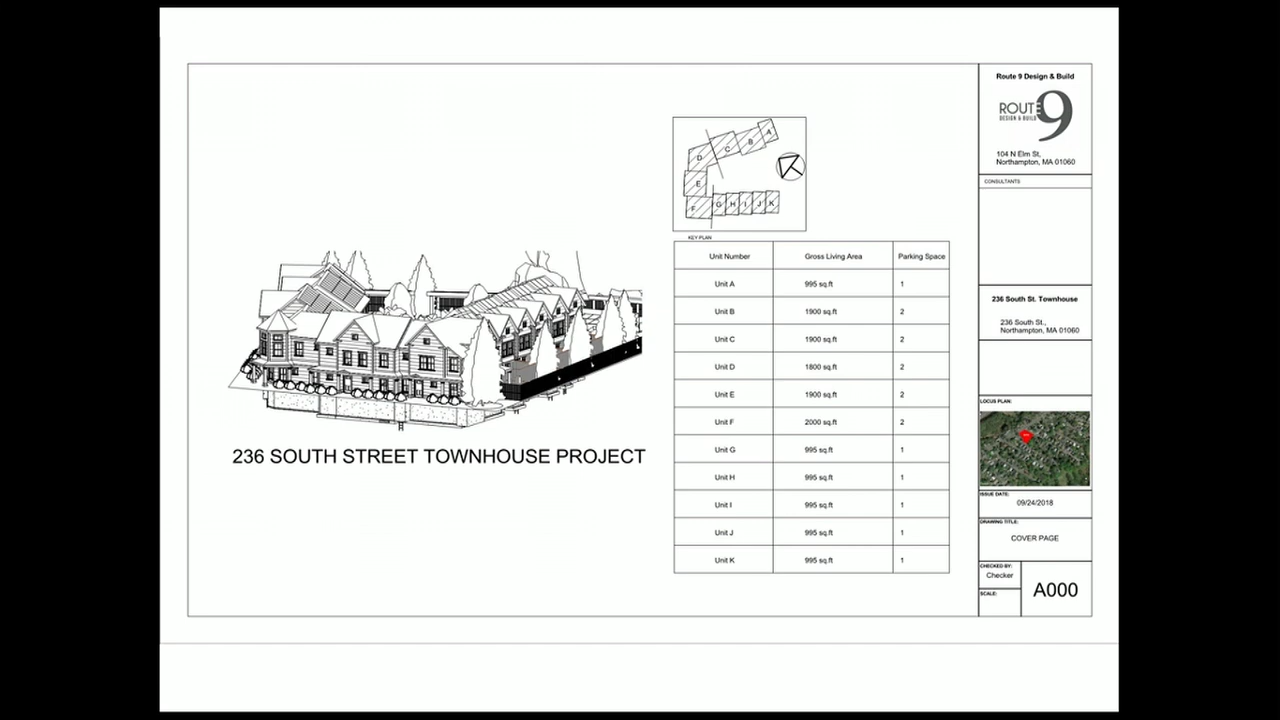 Route 9 Design & Build
ROUTE 9
DESIGN & BUILD
104 N Elm St,
Northampton, MA 01060
CONSULTANTS
236 South St. Townhouse
236 South St.,
Northampton, MA 01060
LOCUS PLAN:
ISSUE DATE:
09/24/2018
DRAWING TITLE:
COVER PAGE
CHECKED BY:
Checker
SCALE:
A000
A
B
C
D
E
F
G H I J K
KEY PLAN
Unit Number Gross Living Area Parking Space
Unit A 995 sq.ft 1
Unit B 1900 sq.ft 2
Unit C 1900 sq.ft 2
Unit D 1800 sq.ft 2
Unit E 1900 sq.ft 2
Unit F 2000 sq.ft 2
Unit G 995 sq.ft 1
Unit H 995 sq.ft 1
Unit I 995 sq.ft 1
Unit J 995 sq.ft 1
Unit K 995 sq.ft 1
236 SOUTH STREET TOWNHOUSE PROJECT